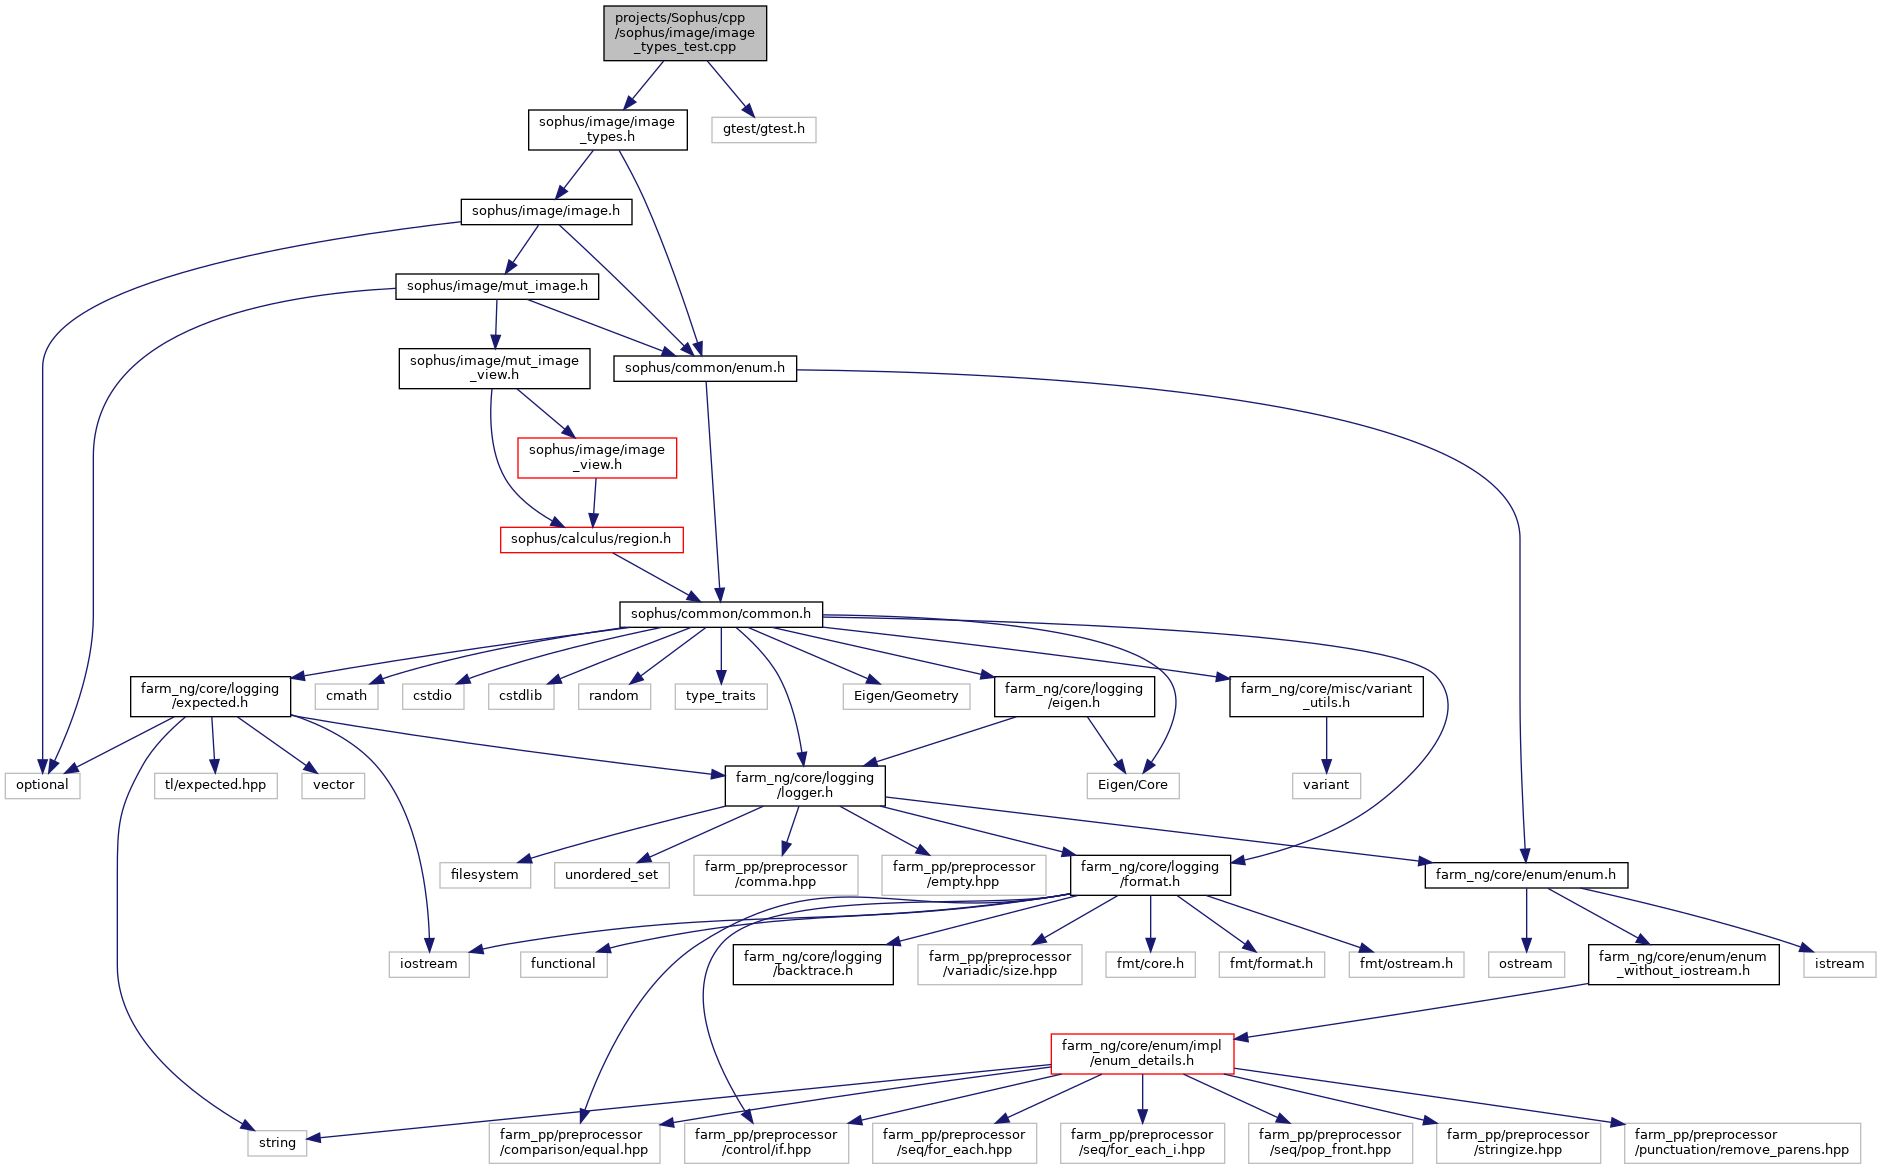 projects/Sophus/cpp
/sophus/image/image
_types_test.cpp
sophus/image/image
_types.h
gtest/gtest.h
sophus/image/image.h
sophus/image/mut_image.h
sophus/image/mut_image
_view.h
sophus/common/enum.h
sophus/image/image
_view.h
sophus/calculus/region.h
sophus/common/common.h
farm_ng/core/logging
/expected.h
cmath
cstdio
cstdlib
random
type_traits
Eigen/Geometry
farm_ng/core/logging
/eigen.h
farm_ng/core/misc/variant
_utils.h
optional
tl/expected.hpp
vector
farm_ng/core/logging
/logger.h
Eigen/Core
variant
filesystem
unordered_set
farm_pp/preprocessor
/comma.hpp
farm_pp/preprocessor
/empty.hpp
farm_ng/core/logging
/format.h
farm_ng/core/enum/enum.h
iostream
functional
farm_ng/core/logging
/backtrace.h
farm_pp/preprocessor
/variadic/size.hpp
fmt/core.h
fmt/format.h
fmt/ostream.h
ostream
farm_ng/core/enum/enum
_without_iostream.h
istream
farm_ng/core/enum/impl
/enum_details.h
string
farm_pp/preprocessor
/comparison/equal.hpp
farm_pp/preprocessor
/control/if.hpp
farm_pp/preprocessor
/seq/for_each.hpp
farm_pp/preprocessor
/seq/for_each_i.hpp
farm_pp/preprocessor
/seq/pop_front.hpp
farm_pp/preprocessor
/stringize.hpp
farm_pp/preprocessor
/punctuation/remove_parens.hpp